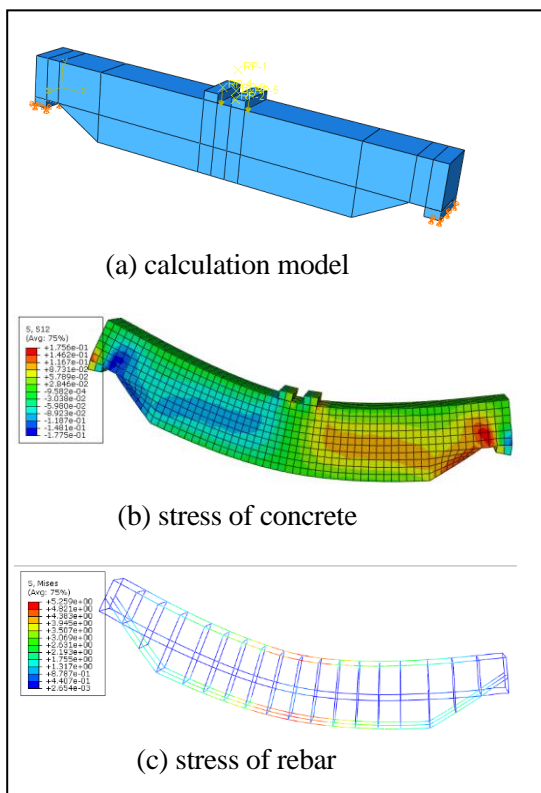 RP-1
(a) calculation model
S, S12
(Avg: 75%)
+1.756e-01
+1.462e-01
+1.167e-01
+8.731e-02
+5.789e-02
+2.846e-02
-9.582e-04
-3.038e-02
-5.980e-02
-8.923e-02
-1.187e-01
-1.481e-01
-1.775e-01
(b) stress of concrete
S, Mises
(Avg: 75%)
+5.259e+00
+4.821e+00
+4.383e+00
+3.945e+00
+3.507e+00
+3.069e+00
+2.631e+00
+2.193e+00
+1.755e+00
+1.317e+00
+8.787e-01
+4.407e-01
+2.654e-03
(c) stress of rebar